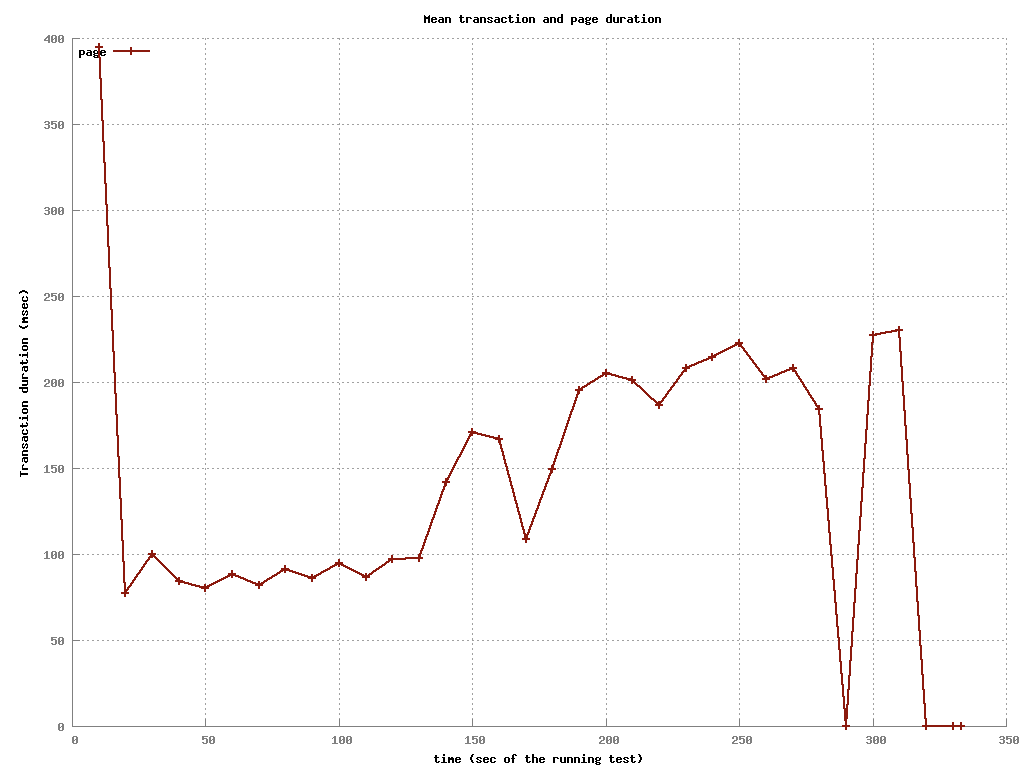 Mean transaction and page duration
400
page
350
300
250
200
150
100
50
0
Transaction duration (msec)
0 50 100 150 200 250 300 350
time (sec of the running test)